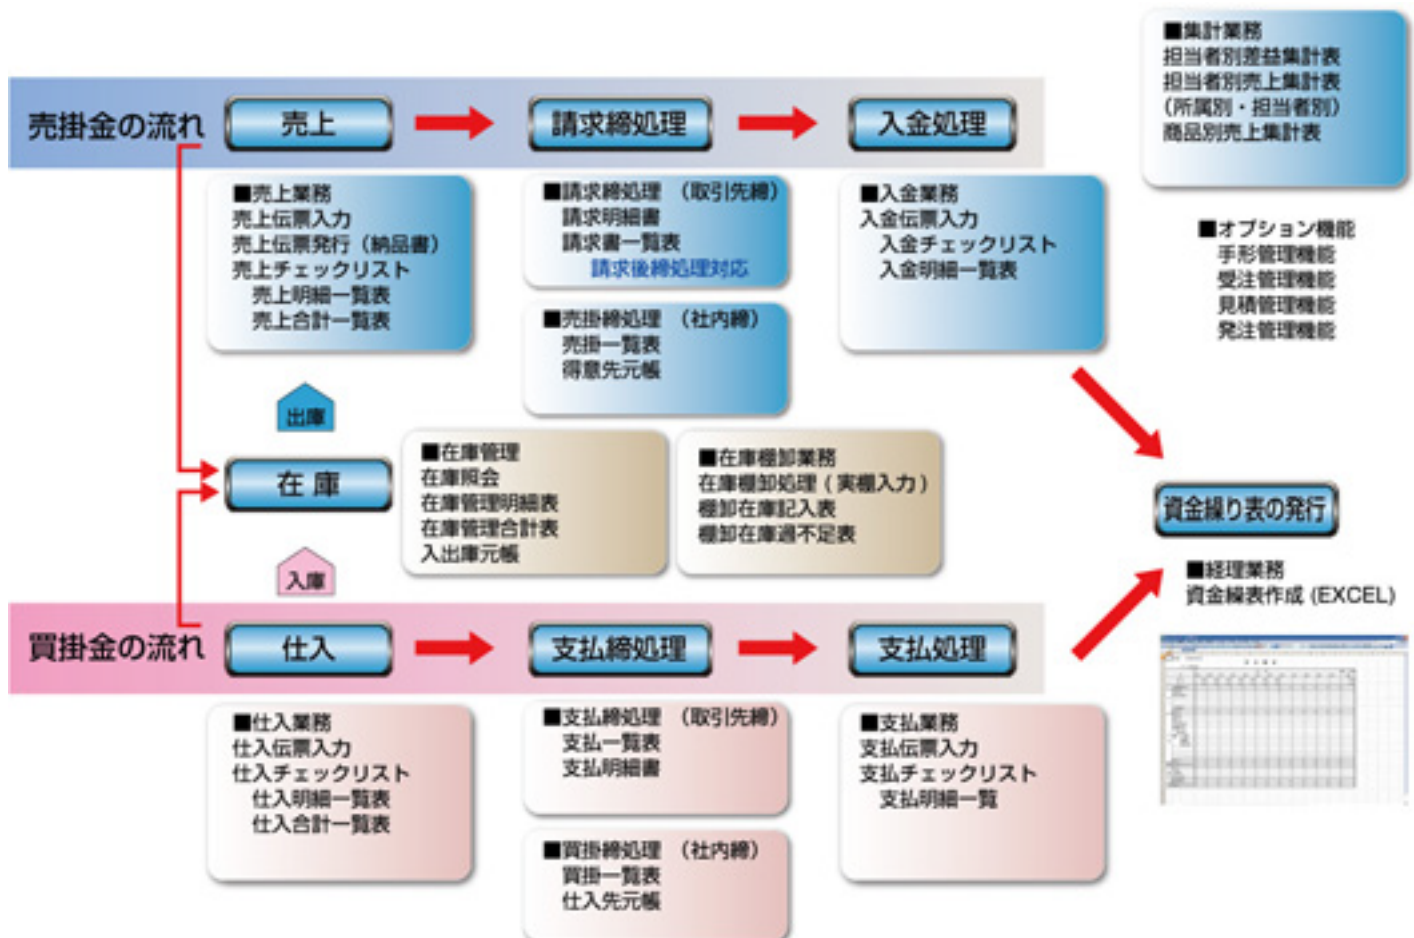 ■集計業務
担当者別差益集計表
担当者別売上集計表
(所属別・担当者別)
商品別売上集計表
売掛金の流れ
売上
請求締処理
入金処理
■売上業務
売上伝票入力
売上伝票発行（納品書）
売上チェックリスト
売上明細一覧表
売上合計一覧表
■請求締処理 （取引先締）
請求明細書
請求書一覧表
請求後締処理対応
■売掛締処理 （社内締）
売掛一覧表
得意先元帳
■入金業務
入金伝票入力
入金チェックリスト
入金明細一覧表
■オプション機能
手形管理機能
受注管理機能
見積管理機能
発注管理機能
出庫
在庫
入庫
■在庫管理
在庫照会
在庫管理明細表
在庫管理合計表
入出庫元帳
■在庫棚卸業務
在庫棚卸処理 ( 実棚入力 )
棚卸在庫記入表
棚卸在庫過不足表
資金繰り表の発行
■経理業務
資金繰表作成 (EXCEL)
買掛金の流れ
仕入
支払締処理
支払処理
■仕入業務
仕入伝票入力
仕入チェックリスト
仕入明細一覧表
仕入合計一覧表
■支払締処理 （取引先締）
支払一覧表
支払明細書
■買掛締処理 （社内締）
買掛一覧表
仕入先元帳
■支払業務
支払伝票入力
支払チェックリスト
支払明細一覧